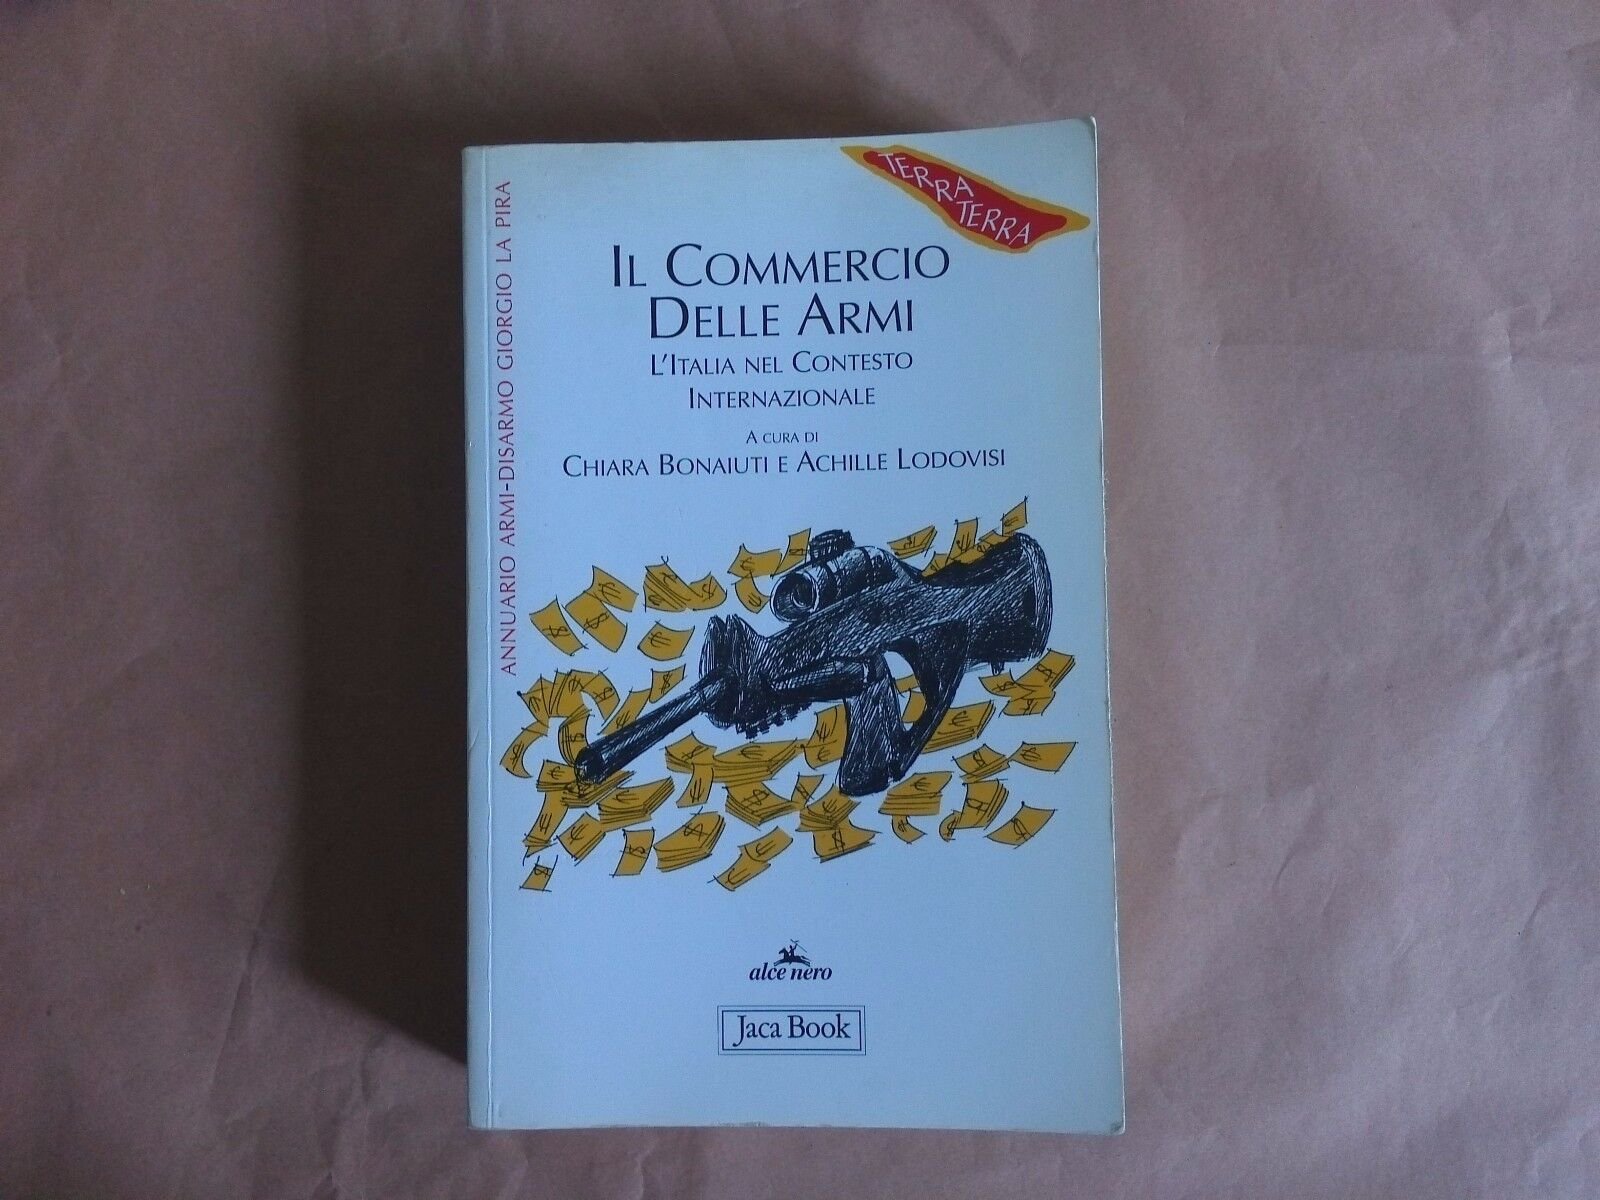 TERRA
TERRA
IL COMMERCIO
DELLE ARMI
L'ITALIA NEL CONTESTO
INTERNAZIONALE
A CURA DI
CHIARA BONAIUTI E ACHILLE LODOVISI
ANNUARIO ARMI-DISARMO GIORGIO LA PIRA
alce nero
Jaca Book